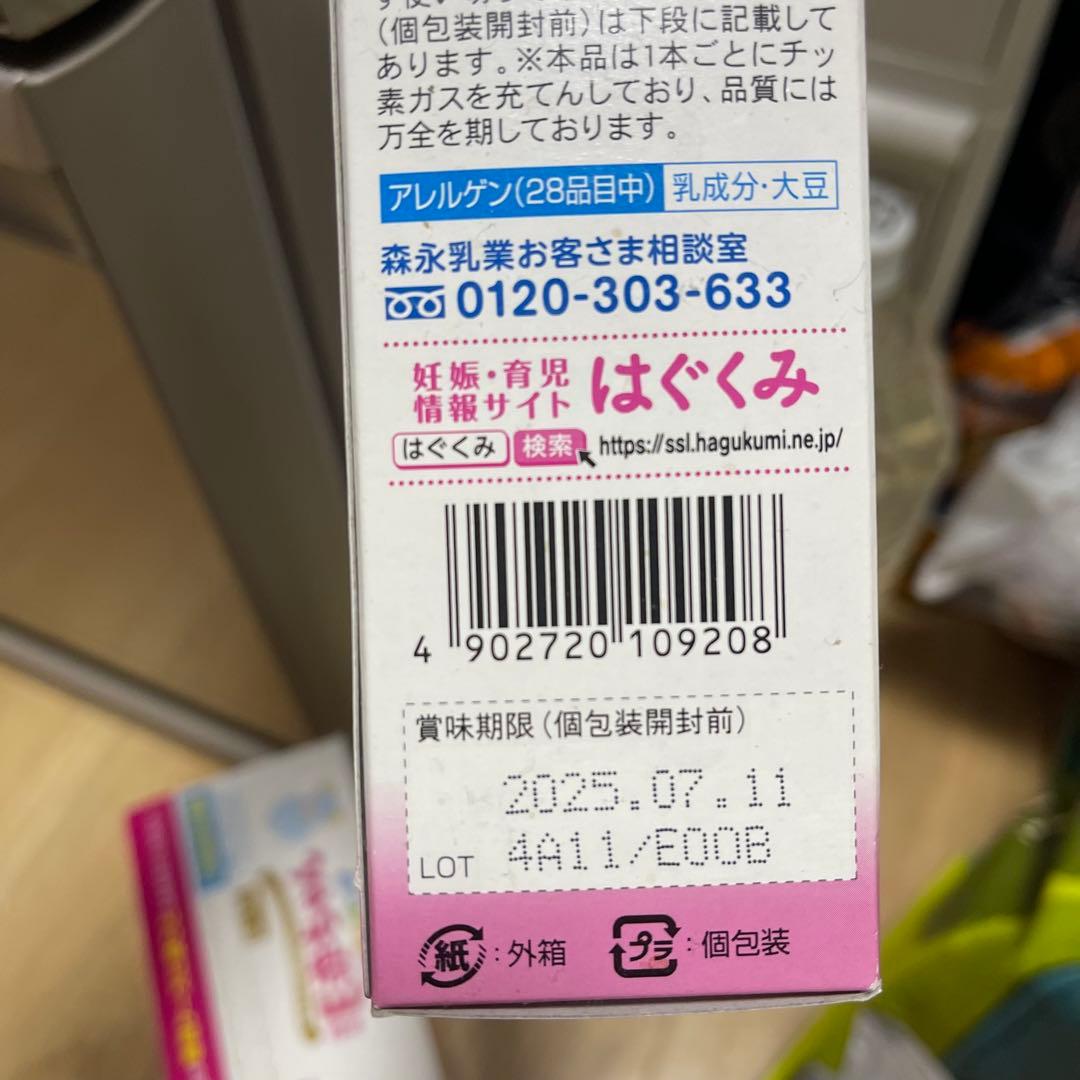 (個包装開封前)は下段に記載して
あります。※本品は1本ごとにチッ
素ガスを充てんしており、品質には
万全を期しております。
アレルゲン(28品目中) 乳成分・大豆
森永乳業お客さま相談室
0120-303-633
妊娠・育児
情報サイト はぐくみ
はぐくみ 検索 https://ssl.hagukumi.ne.jp/
4 902720 109208
賞味期限(個包装開封前)
2025.07.11
LOT 4A11/E00B
紙:外箱 プラ:個包装